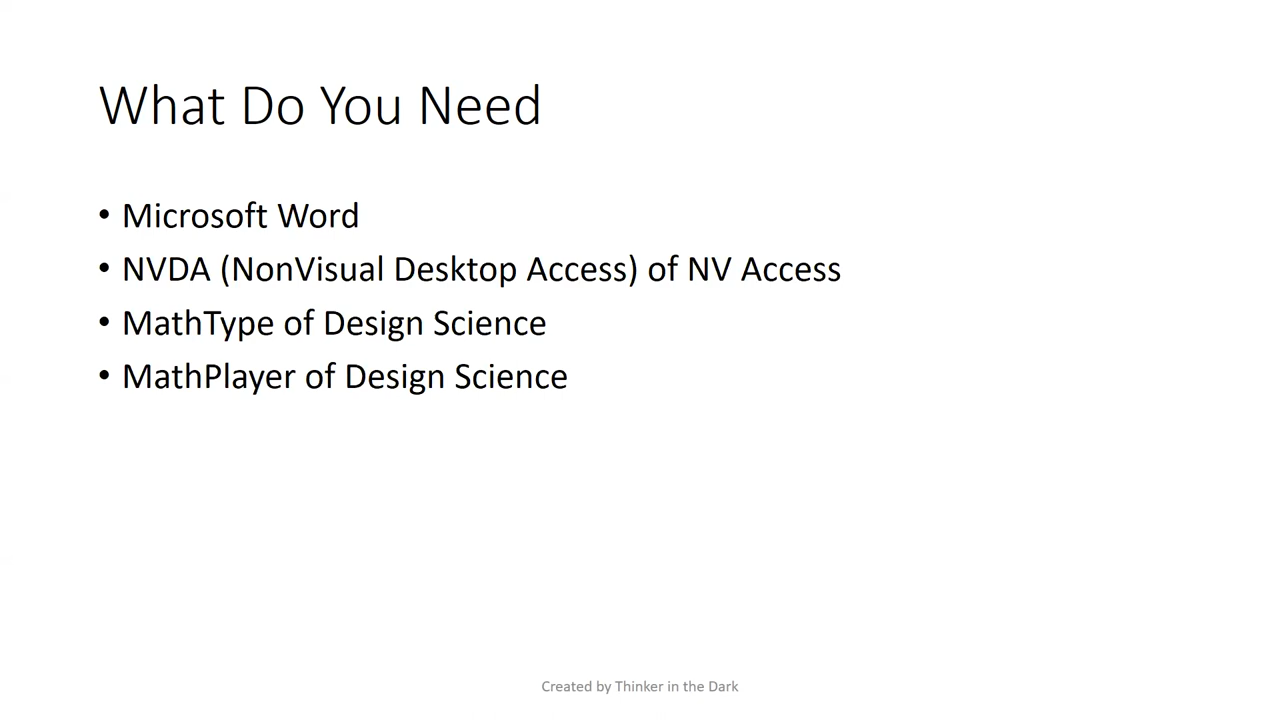 What Do You Need
• Microsoft Word
• NVDA (NonVisual Desktop Access) of NV Access
• MathType of Design Science
• MathPlayer of Design Science
Created by Thinker in the Dark